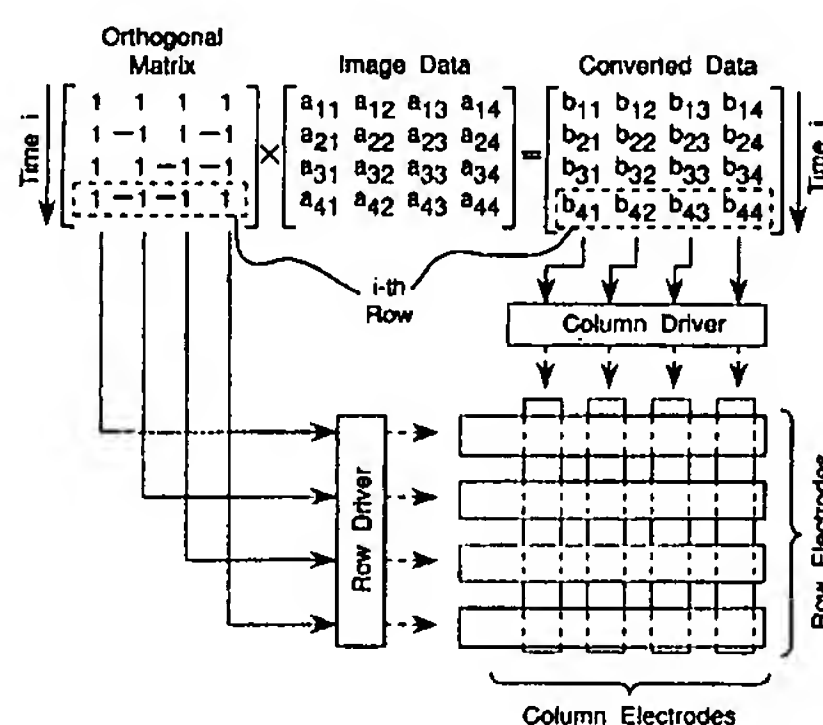 Orthogonal
Matrix
Image Data
Converted Data
Time i
1 1 1 1
1 -1 1 -1
1 1 -1 -1
1 -1 -1 1
×
a11 a12 a13 a14
a21 a22 a23 a24
a31 a32 a33 a34
a41 a42 a43 a44
=
b11 b12 b13 b14
b21 b22 b23 b24
b31 b32 b33 b34
b41 b42 b43 b44
Time i
i-th
Row
Column Driver
Row Driver
Row Electrodes
Column Electrodes